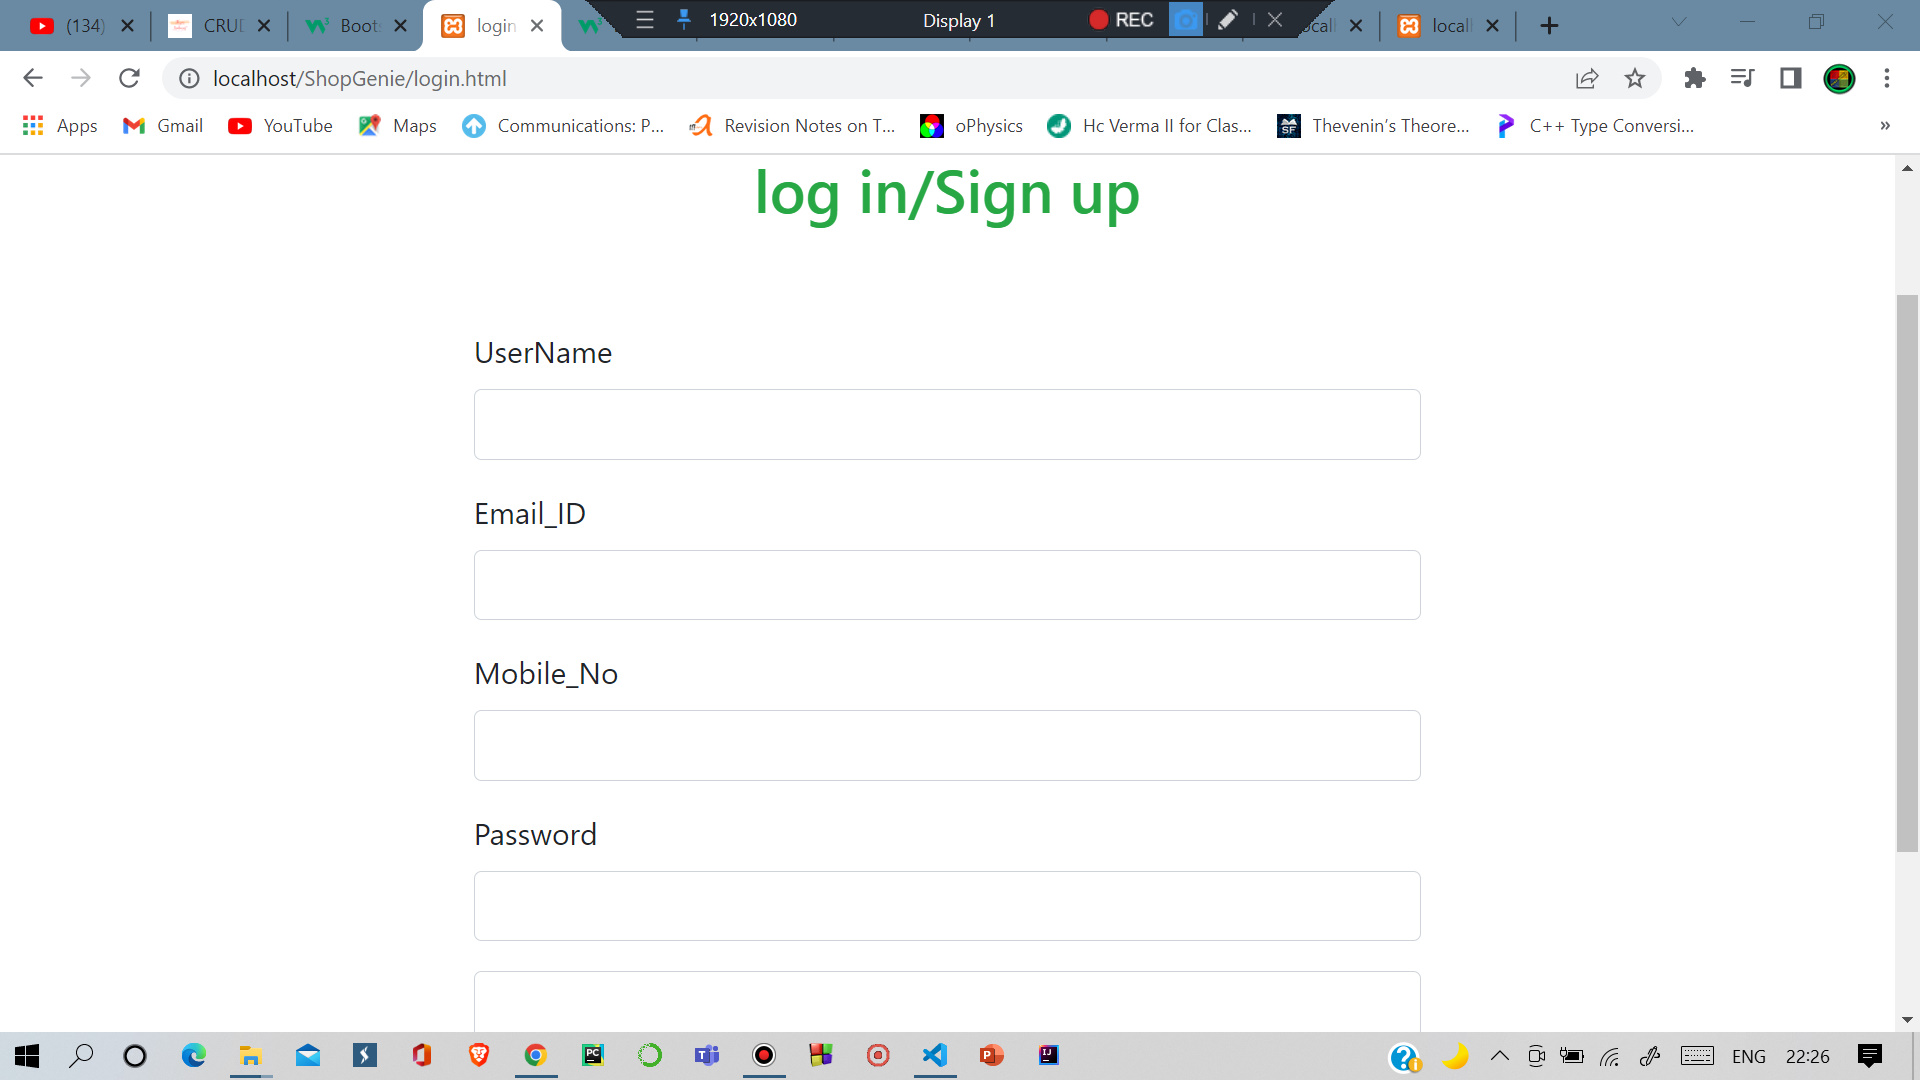 (134)
CRUD
Boot
login
1920x1080
Display 1
REC
locall
localhost/ShopGenie/login.html
Apps
Gmail
YouTube
Maps
Communications: P...
Revision Notes on T...
oPhysics
Hc Verma II for Clas...
Thevenin’s Theore...
C++ Type Conversi...
»
log in/Sign up
UserName
Email_ID
Mobile_No
Password
ENG
22:26